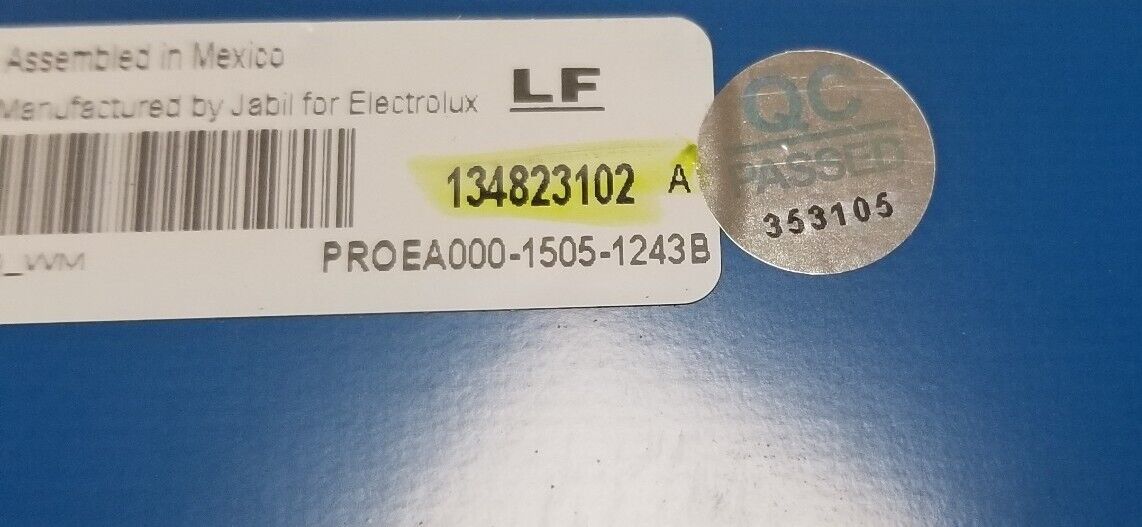 Assembled in Mexico
Manufactured by Jabil for Electrolux
LF
134823102 A
PROEA000-1505-1243B
_WM
QC
PASSED
353105